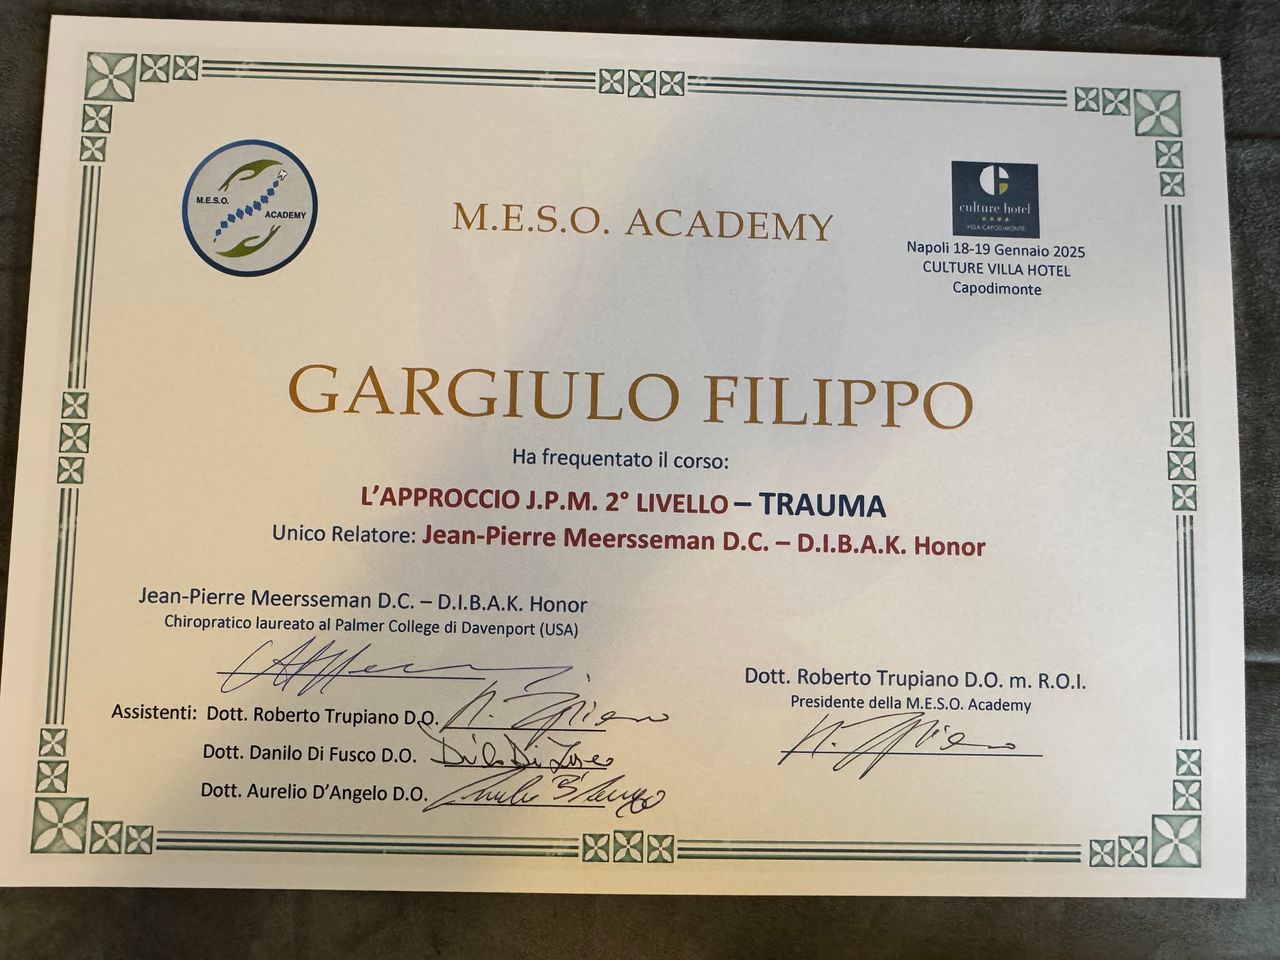 M.E.S.O.
ACADEMY
M.E.S.O. ACADEMY
culture hotel
VILLA CAPODIMONTE
Napoli 18-19 Gennaio 2025
CULTURE VILLA HOTEL
Capodimonte
GARGIULO FILIPPO
Ha frequentato il corso:
L’APPROCCIO J.P.M. 2° LIVELLO – TRAUMA
Unico Relatore: Jean-Pierre Meersseman D.C. – D.I.B.A.K. Honor
Jean-Pierre Meersseman D.C. – D.I.B.A.K. Honor
Chiropratico laureato al Palmer College di Davenport (USA)
Dott. Roberto Trupiano D.O. m. R.O.I.
Presidente della M.E.S.O. Academy
Assistenti: Dott. Roberto Trupiano D.O.
Dott. Danilo Di Fusco D.O.
Dott. Aurelio D’Angelo D.O.